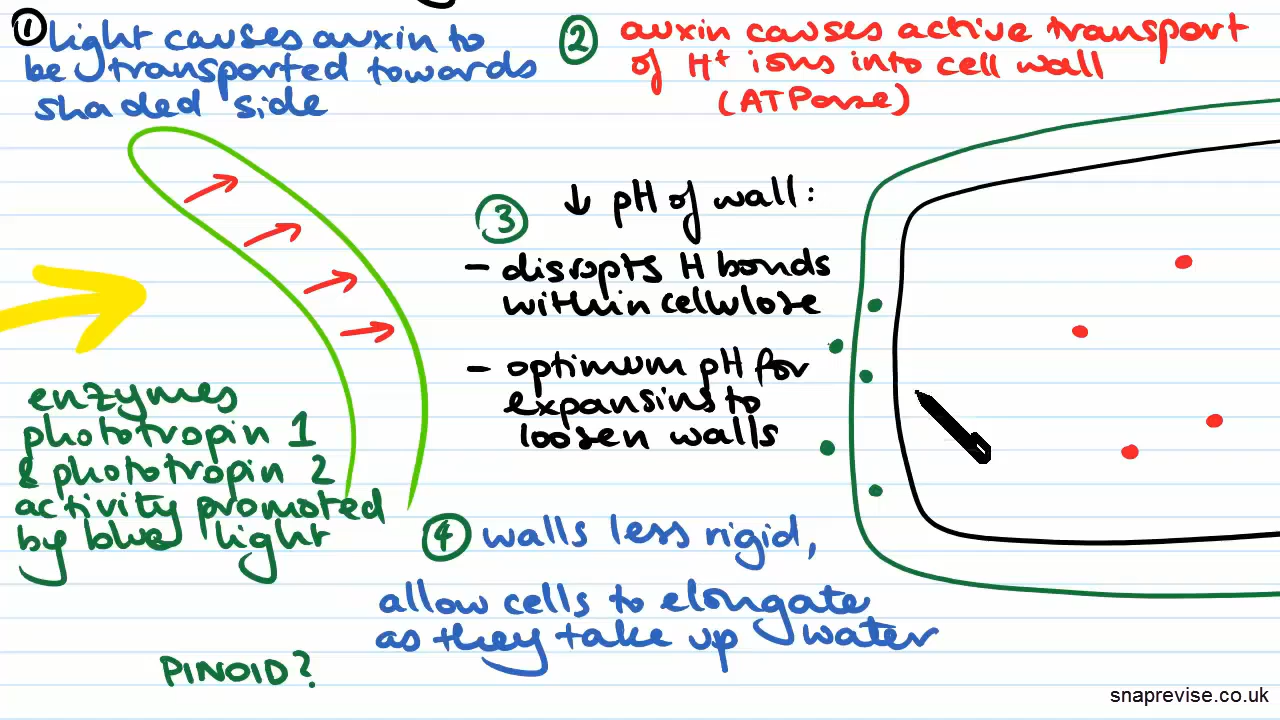 ① light causes auxin to
be transported towards
shaded side
② auxin causes active transport
of H⁺ ions into cell wall
(ATPase)
③ ↓ pH of wall:
- disrupts H bonds
within cellulose
- optimum pH for
expansins to
loosen walls
enzymes
phototropin 1
& phototropin 2
activity promoted
by blue light
④ walls less rigid,
allow cells to elongate
as they take up water
PINOID?
snaprevise.co.uk